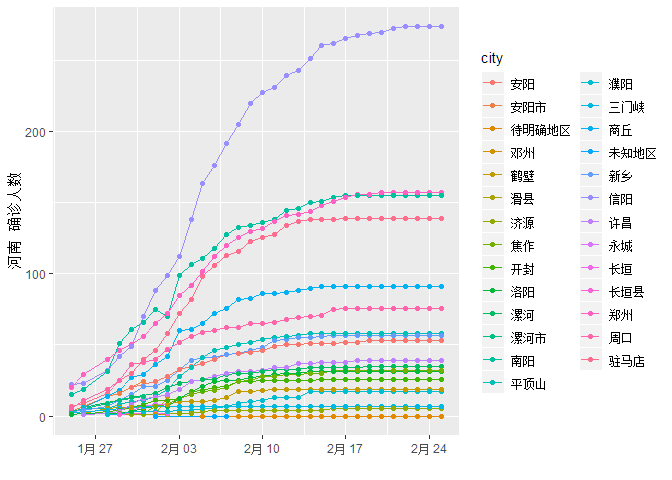 河南 确诊人数
200
100
0
1月 27
2月 03
2月 10
2月 17
2月 24
city
安阳
安阳市
待明确地区
邓州
鹤壁
滑县
济源
焦作
开封
洛阳
漯河
漯河市
南阳
平顶山
濮阳
三门峡
商丘
未知地区
新乡
信阳
许昌
永城
长垣
长垣县
郑州
周口
驻马店